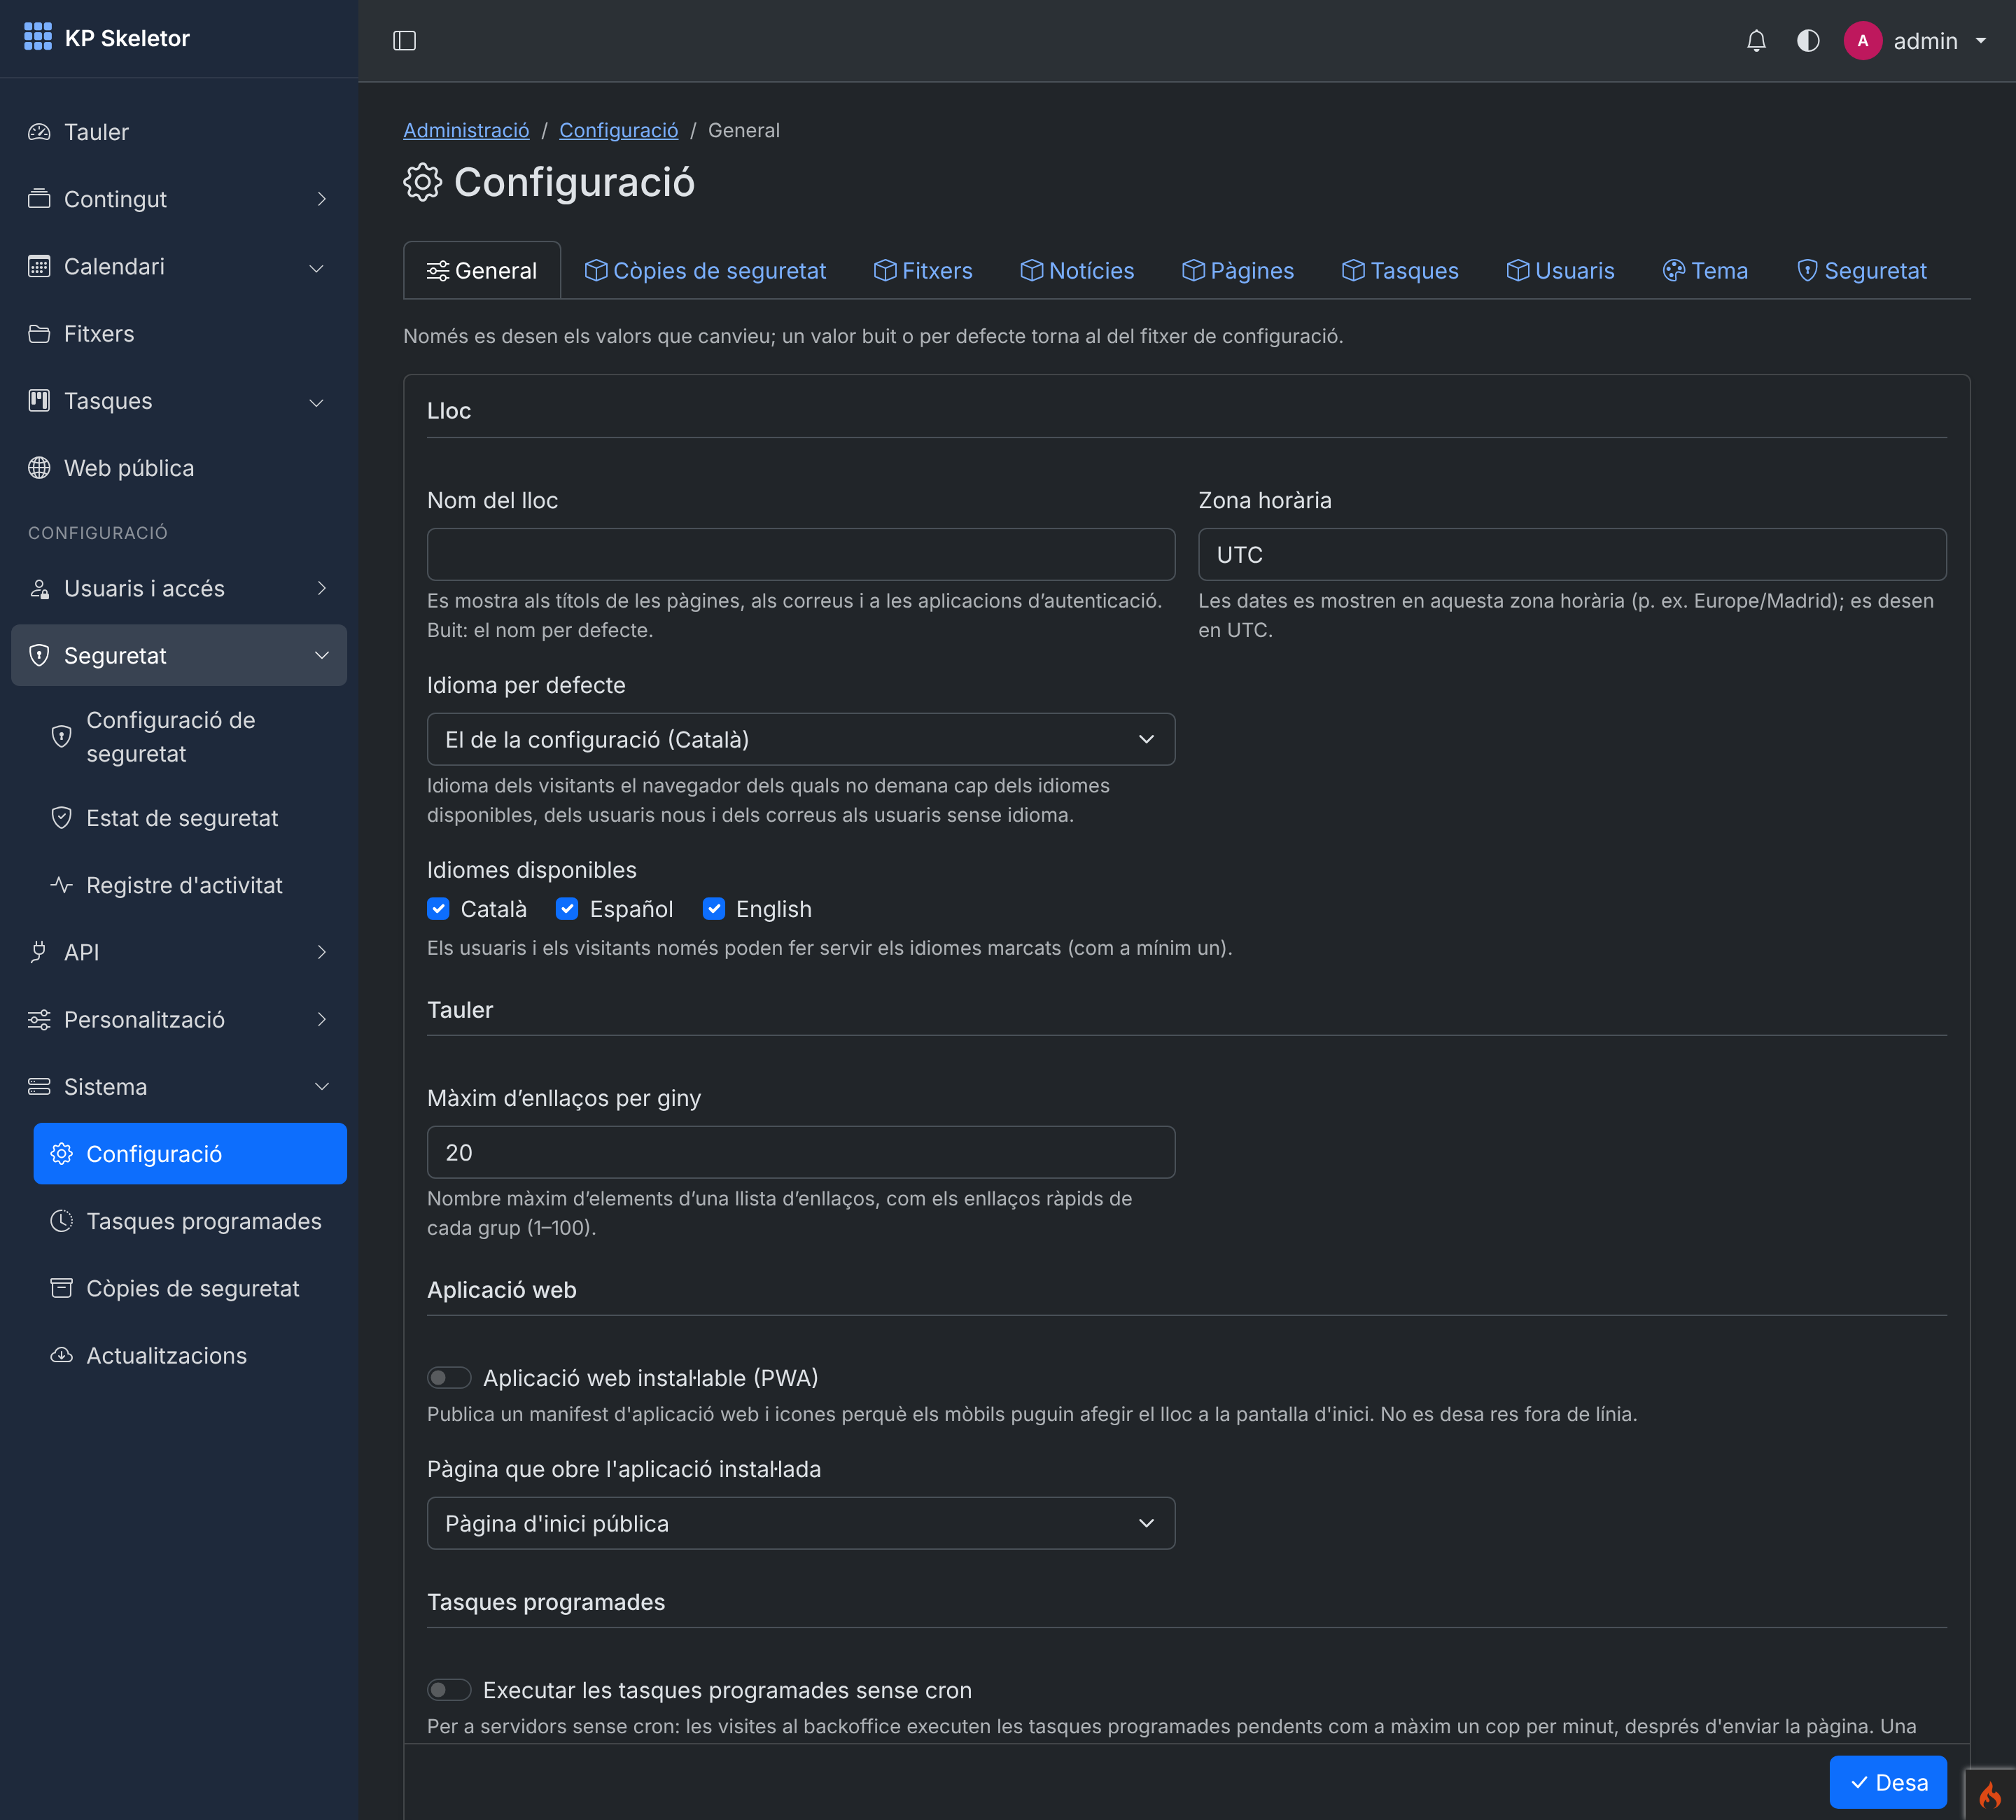 KP Skeletor
A
admin
Tauler
Contingut
Calendari
Fitxers
Tasques
Web pública
CONFIGURACIÓ
Usuaris i accés
Seguretat
Configuració de
seguretat
Estat de seguretat
Registre d'activitat
API
Personalització
Sistema
Configuració
Tasques programades
Còpies de seguretat
Actualitzacions
Administració / Configuració / General
Configuració
General Còpies de seguretat Fitxers Notícies Pàgines Tasques Usuaris Tema Seguretat
Només es desen els valors que canvieu; un valor buit o per defecte torna al del fitxer de configuració.
Lloc
Nom del lloc
Es mostra als títols de les pàgines, als correus i a les aplicacions d’autenticació.
Buit: el nom per defecte.
Zona horària
UTC
Les dates es mostren en aquesta zona horària (p. ex. Europe/Madrid); es desen
en UTC.
Idioma per defecte
El de la configuració (Català)
Idioma dels visitants el navegador dels quals no demana cap dels idiomes
disponibles, dels usuaris nous i dels correus als usuaris sense idioma.
Idiomes disponibles
Català Español English
Els usuaris i els visitants només poden fer servir els idiomes marcats (com a mínim un).
Tauler
Màxim d’enllaços per giny
20
Nombre màxim d’elements d’una llista d’enllaços, com els enllaços ràpids de
cada grup (1–100).
Aplicació web
Aplicació web instal·lable (PWA)
Publica un manifest d'aplicació web i icones perquè els mòbils puguin afegir el lloc a la pantalla d'inici. No es desa res fora de línia.
Pàgina que obre l'aplicació instal·lada
Pàgina d'inici pública
Tasques programades
Executar les tasques programades sense cron
Per a servidors sense cron: les visites al backoffice executen les tasques programades pendents com a màxim un cop per minut, després d'enviar la pàgina. Una
Desa